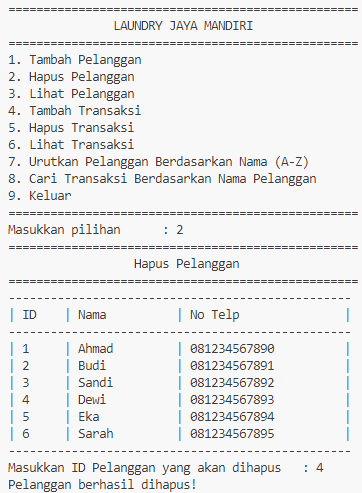 ==================================================
LAUNDRY JAYA MANDIRI
==================================================
1. Tambah Pelanggan
2. Hapus Pelanggan
3. Lihat Pelanggan
4. Tambah Transaksi
5. Hapus Transaksi
6. Lihat Transaksi
7. Urutkan Pelanggan Berdasarkan Nama (A-Z)
8. Cari Transaksi Berdasarkan Nama Pelanggan
9. Keluar
==================================================
Masukkan pilihan      : 2
==================================================
Hapus Pelanggan
==================================================
-------------------------------------------------
| ID    | Nama          | No Telp               |
-------------------------------------------------
| 1     | Ahmad         | 081234567890          |
| 2     | Budi          | 081234567891          |
| 3     | Sandi         | 081234567892          |
| 4     | Dewi          | 081234567893          |
| 5     | Eka           | 081234567894          |
| 6     | Sarah         | 081234567895          |
-------------------------------------------------
Masukkan ID Pelanggan yang akan dihapus   : 4
Pelanggan berhasil dihapus!